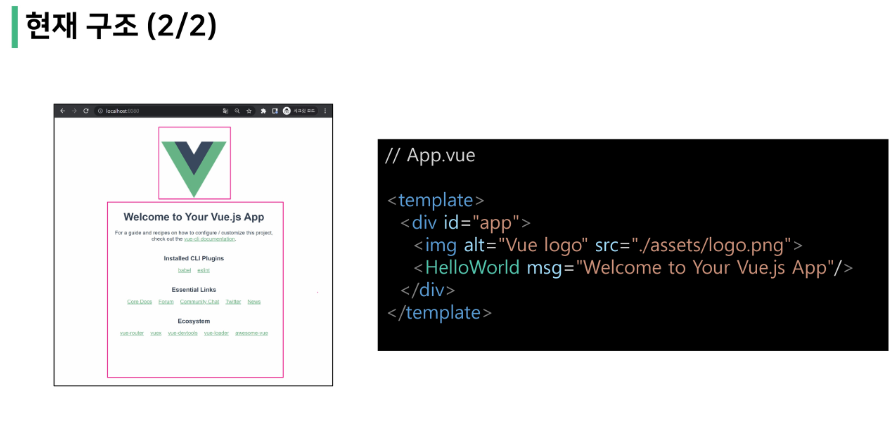 현재 구조 (2/2)
localhost:8080
Welcome to Your Vue.js App
For a guide and recipes on how to configure / customize this project,
check out the vue-cli documentation.
Installed CLI Plugins
babel eslint
Essential Links
Core Docs Forum Community Chat Twitter News
Ecosystem
vue-router vuex vue-devtools vue-loader awesome-vue
// App.vue
<template>
<div id="app">
<img alt="Vue logo" src="./assets/logo.png">
<HelloWorld msg="Welcome to Your Vue.js App"/>
</div>
</template>